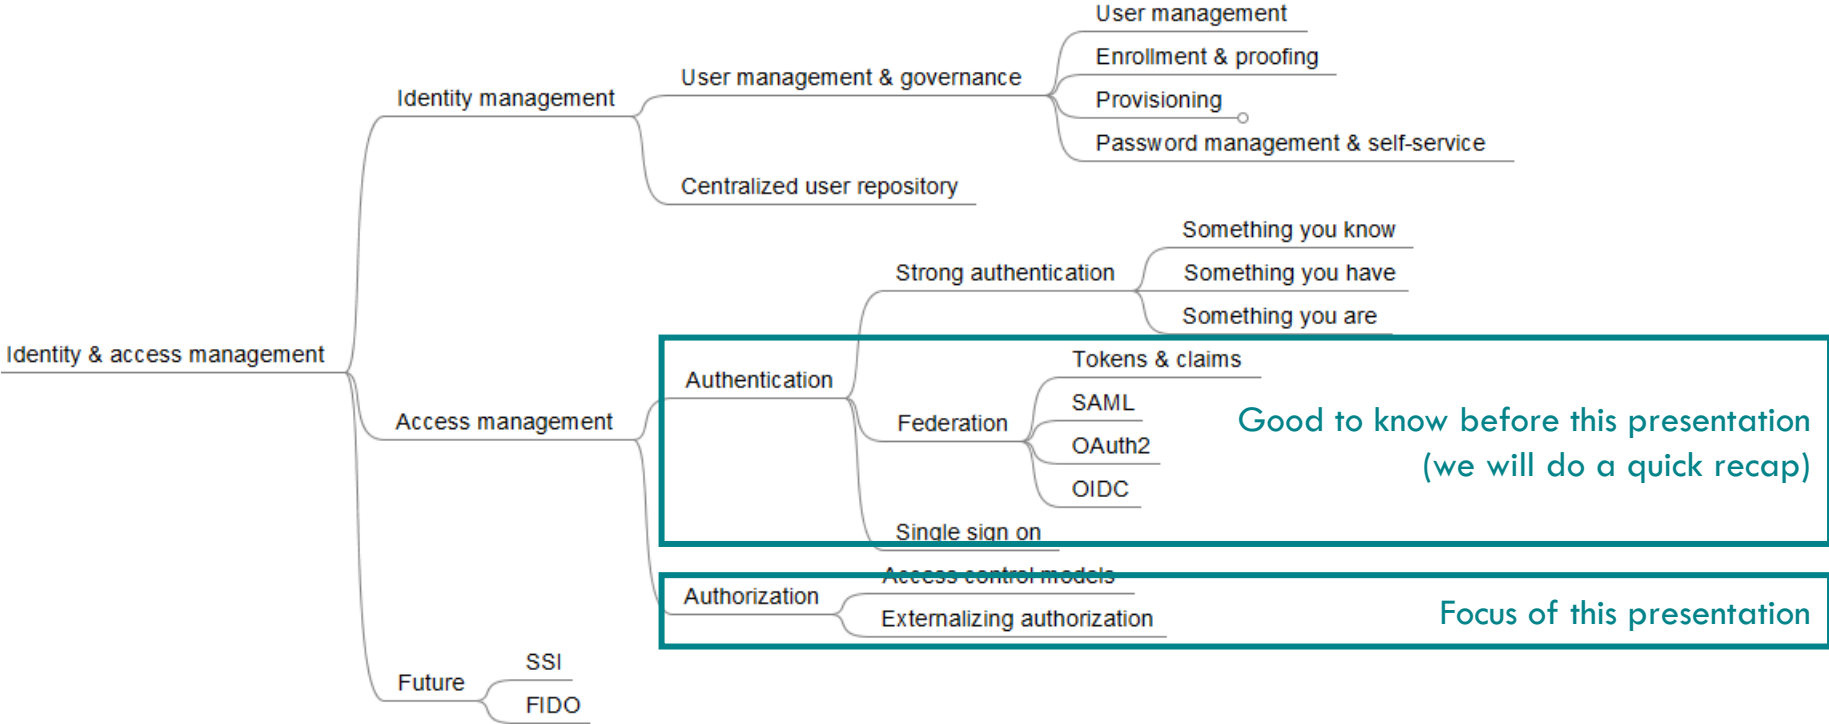 User management
Enrollment & proofing
User management & governance
Identity management
Provisioning
Password management & self-service
Centralized user repository
Something you know
Strong authentication
Something you have
Something you are
Identity & access management
Tokens & claims
Authentication
SAML
Access management
Federation
Good to know before this presentation
OAuth2
(we will do a quick recap)
OIDC
Single sign on
Access control models
Authorization
Externalizing authorization
Focus of this presentation
SSI
Future
FIDO